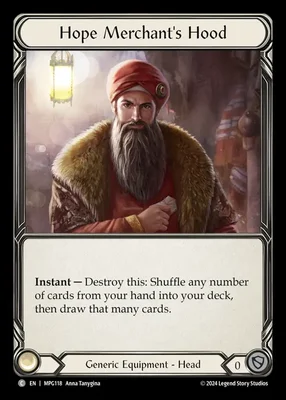 Hope Merchant's Hood
Instant — Destroy this: Shuffle any number
of cards from your hand into your deck,
then draw that many cards.
Generic Equipment - Head
0
C EN | MPG118 Anna Tanygina
© 2024 Legend Story Studios